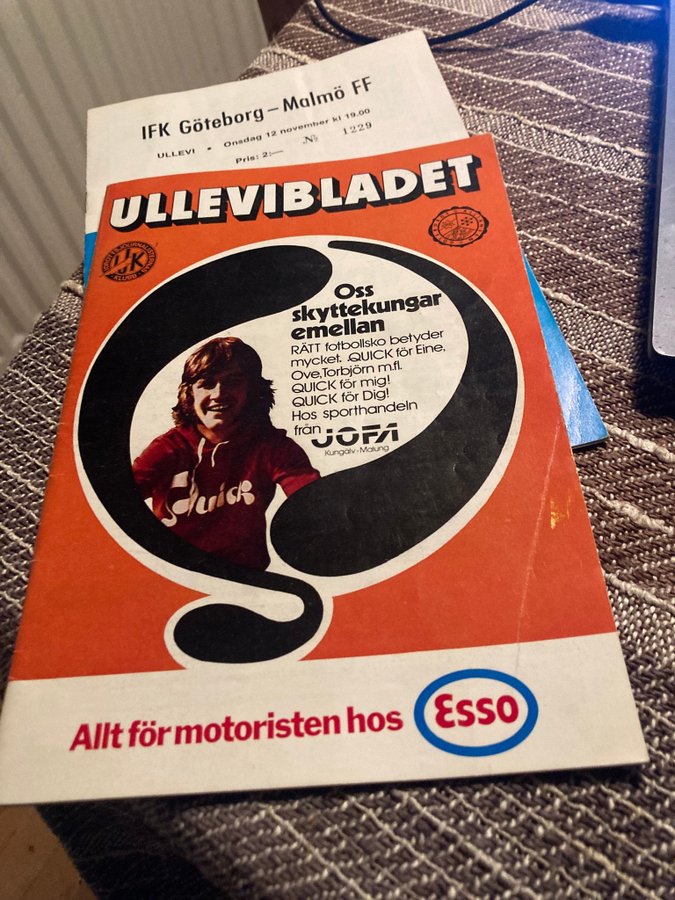 IFK Göteborg – Malmö FF
ULLEVI • Onsdag 12 november kl 19.00
Pris: 2:— № 1229
ULLEVIBLADET
IJK
KLUBB
Oss
skyttekungar
emellan
RÄTT fotbollsko betyder
mycket. QUICK för Eine,
Ove, Torbjörn m.fl.
QUICK för mig!
QUICK för Dig!
Hos sporthandeln
från JOFA
Kungälv-Malung
Quick
Allt för motoristen hos Esso